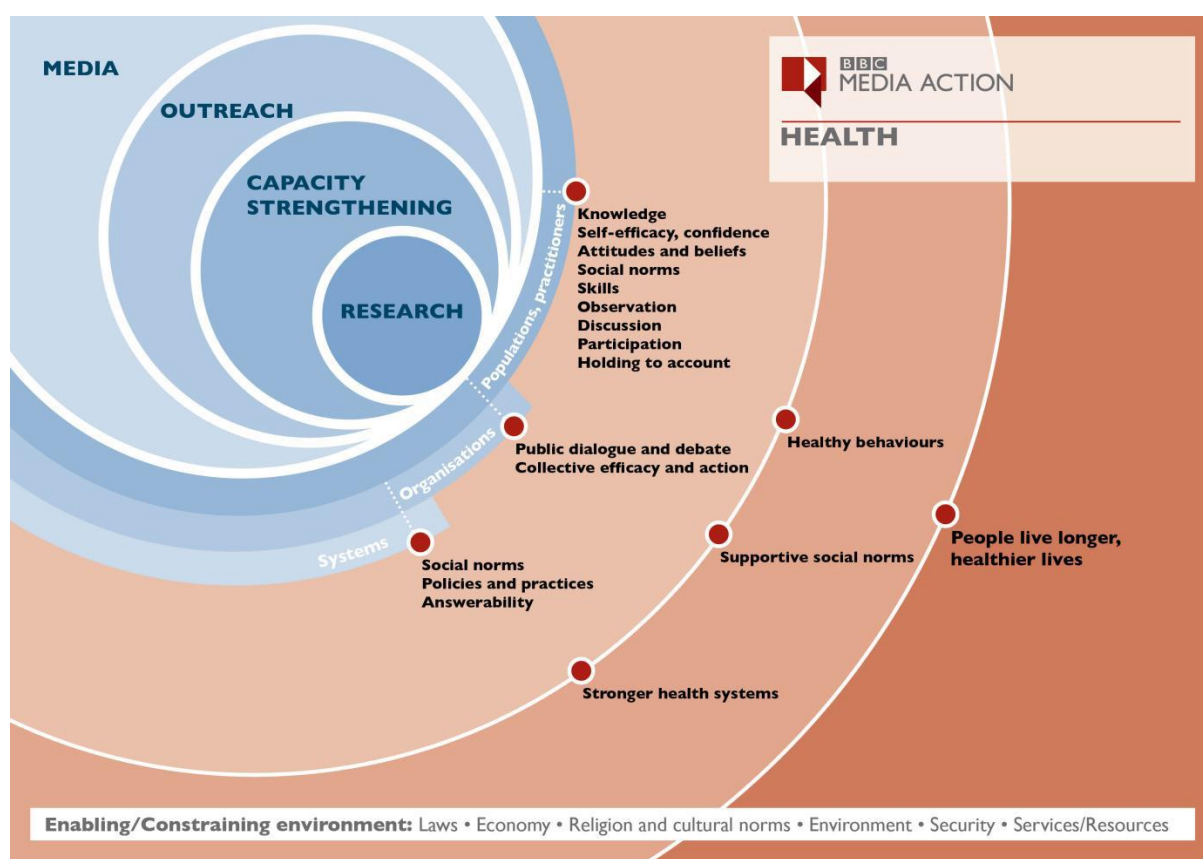 MEDIA
OUTREACH
CAPACITY
STRENGTHENING
RESEARCH
BBC
MEDIA ACTION
HEALTH
Populations, practitioners
Knowledge
Self-efficacy, confidence
Attitudes and beliefs
Social norms
Skills
Observation
Discussion
Participation
Holding to account
Organisations
Public dialogue and debate
Collective efficacy and action
Systems
Social norms
Policies and practices
Answerability
Healthy behaviours
Supportive social norms
Stronger health systems
People live longer,
healthier lives
Enabling/Constraining environment: Laws • Economy • Religion and cultural norms • Environment • Security • Services/Resources